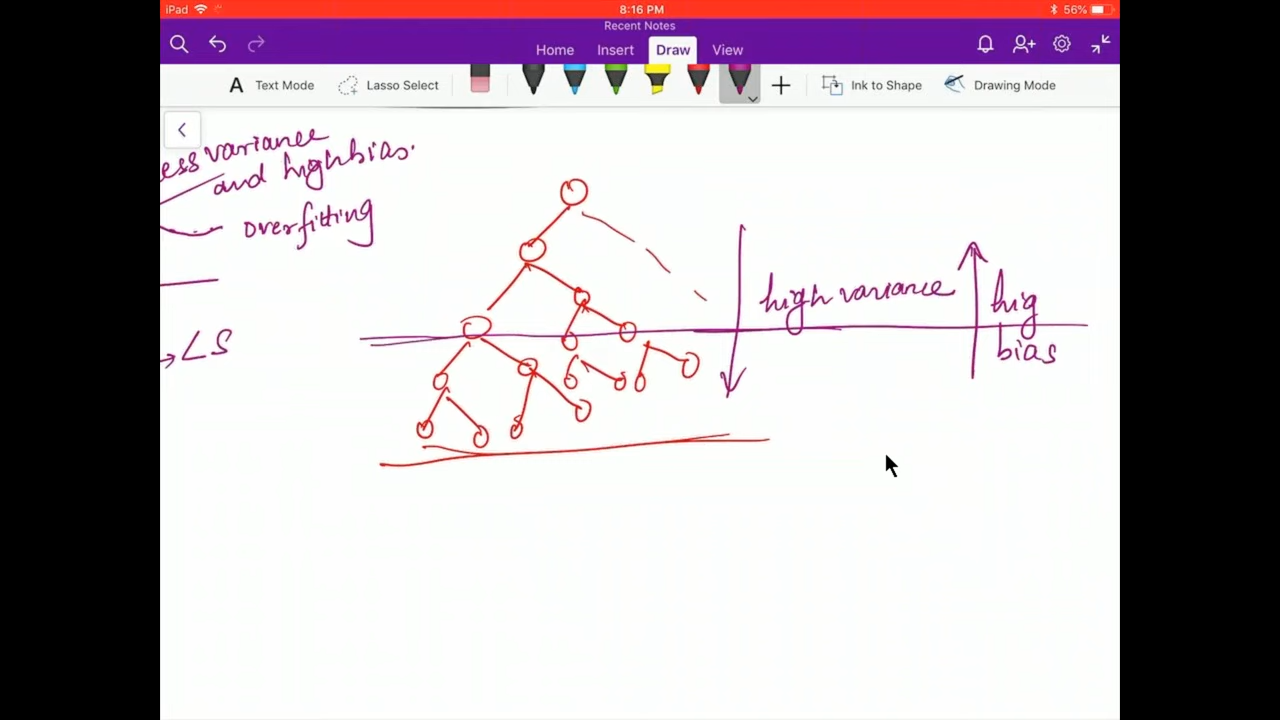 iPad
8:16 PM
56%
Recent Notes
Home
Insert
Draw
View
A Text Mode
Lasso Select
Ink to Shape
Drawing Mode
ess variance
and high bias.
overfitting
high variance
hig
bias